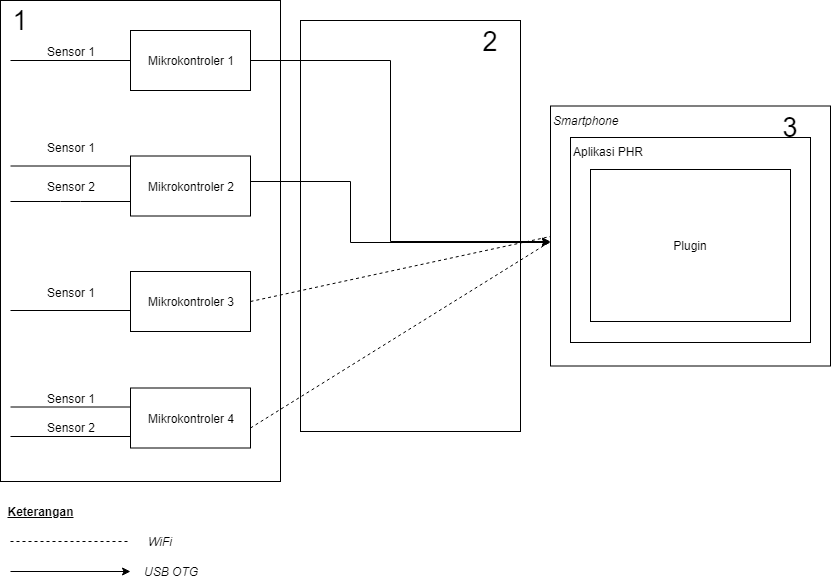 1
Sensor 1
Mikrokontroler 1
2
Smartphone
3
Aplikasi PHR
Sensor 1
Sensor 2
Mikrokontroler 2
Plugin
Sensor 1
Mikrokontroler 3
Sensor 1
Sensor 2
Mikrokontroler 4
Keterangan
WiFi
USB OTG